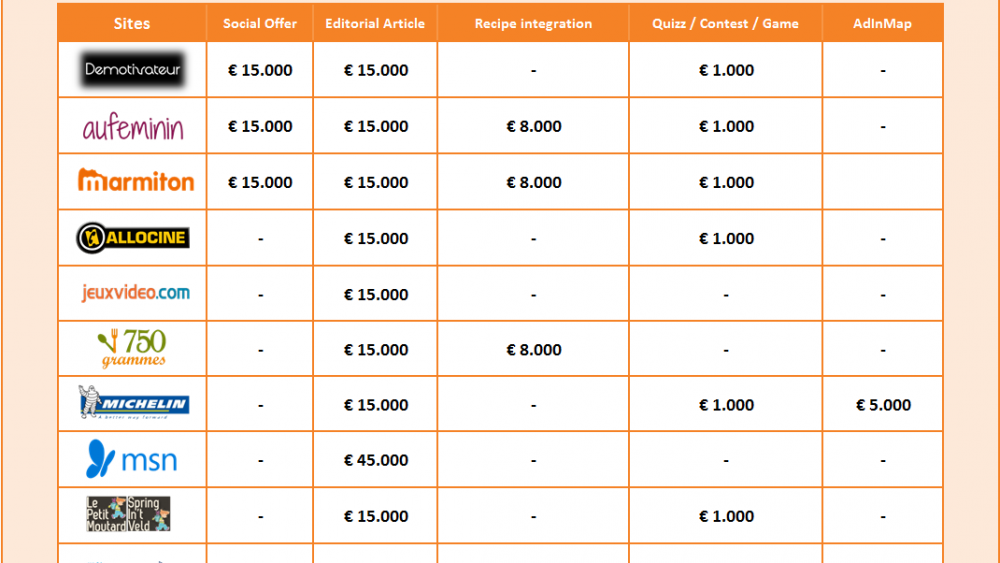 Sites Social Offer Editorial Article Recipe integration Quizz / Contest / Game AdInMap
Demotivateur € 15.000 € 15.000 - € 1.000 -
aufeminin € 15.000 € 15.000 € 8.000 € 1.000 -
marmiton € 15.000 € 15.000 € 8.000 € 1.000
ALLOCINE - € 15.000 - € 1.000 -
jeuxvideo.com - € 15.000 - - -
750 grammes - € 15.000 € 8.000 - -
MICHELIN A better way forward - € 15.000 - € 1.000 € 5.000
msn - € 45.000 - - -
Le Petit Moutard Spring In't Veld - € 15.000 - € 1.000 -